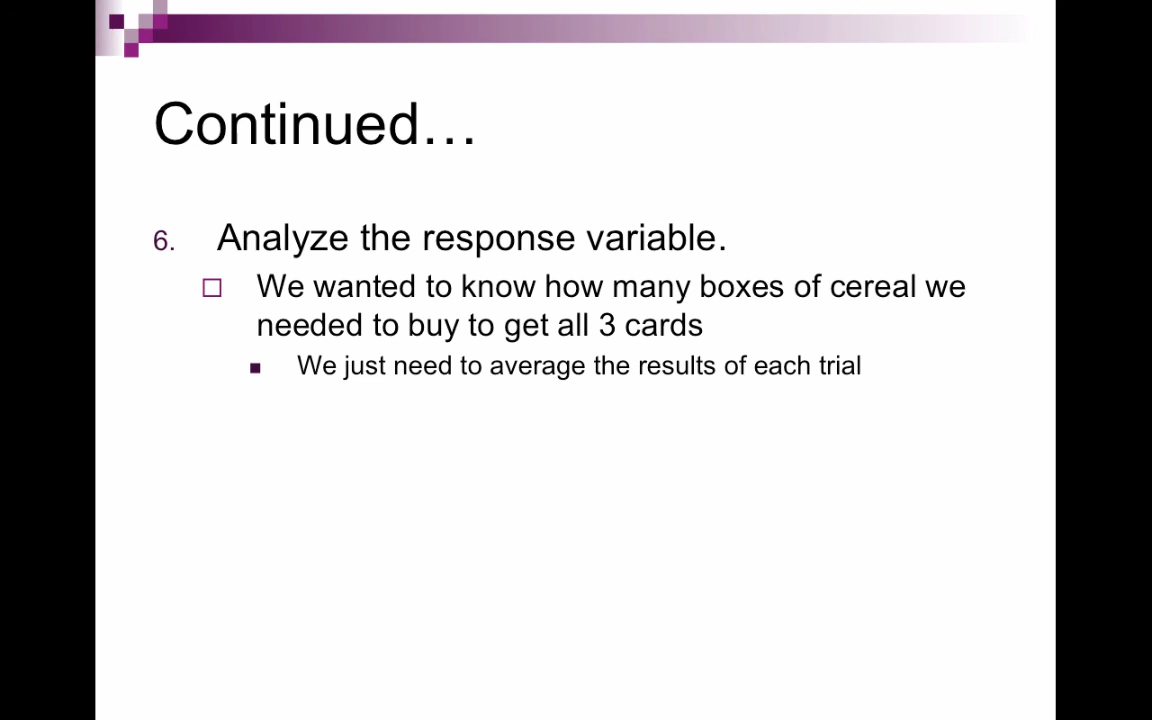 Continued…
6. Analyze the response variable.
We wanted to know how many boxes of cereal we
needed to buy to get all 3 cards
We just need to average the results of each trial